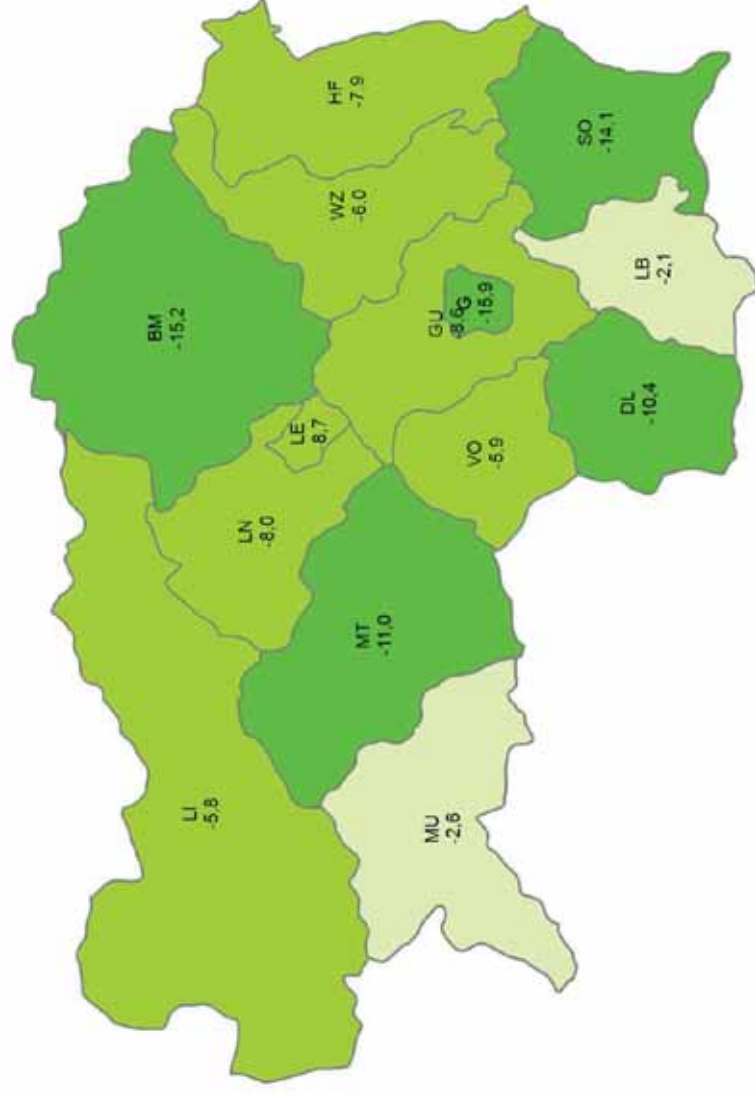 BM
-15,2
LI
-5,8
LN
-8,0
LE
8,7
HF
-7,9
WZ
-6,0
MT
-11,0
MU
-2,6
GU
-8,6
G
-15,9
VO
-5,9
SO
-14,1
DL
-10,4
LB
-2,1